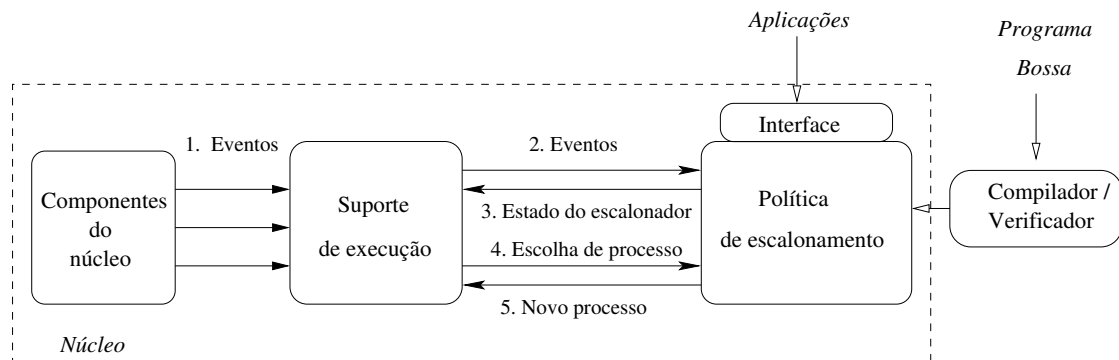 Aplicações
Programa
Bossa
Interface
1. Eventos
2. Eventos
Componentes
do
núcleo
Suporte
de execução
3. Estado do escalonador
4. Escolha de processo
5. Novo processo
Política
de escalonamento
Compilador /
Verificador
Núcleo